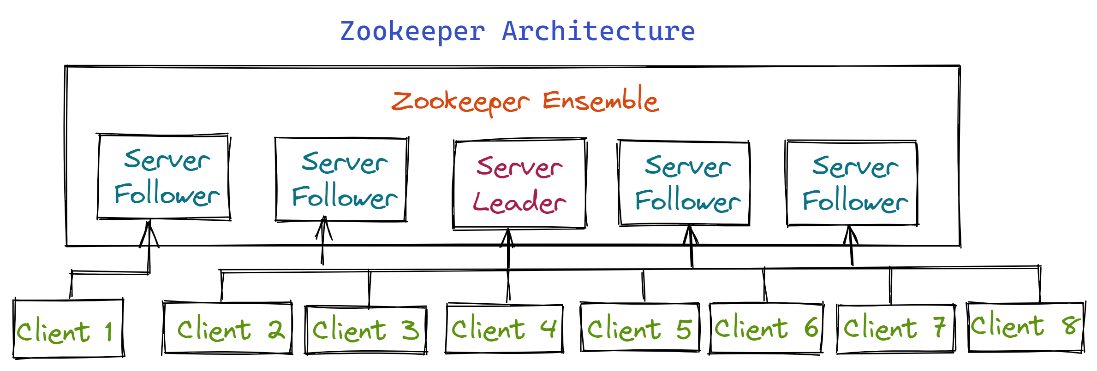 Zookeeper Architecture
Zookeeper Ensemble
Server
Follower
Server
Follower
Server
Leader
Server
Follower
Server
Follower
Client 1
Client 2
Client 3
Client 4
Client 5
Client 6
Client 7
Client 8